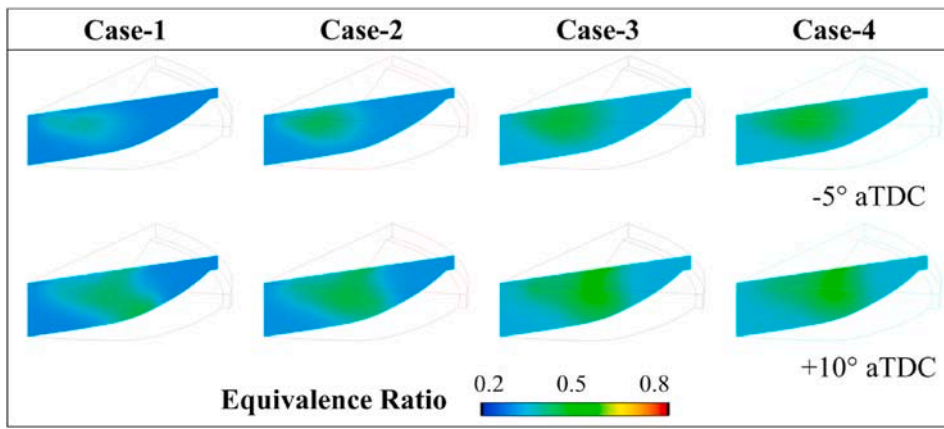 Case-1 Case-2 Case-3 Case-4
-5° aTDC
+10° aTDC
0.2 0.5 0.8
Equivalence Ratio